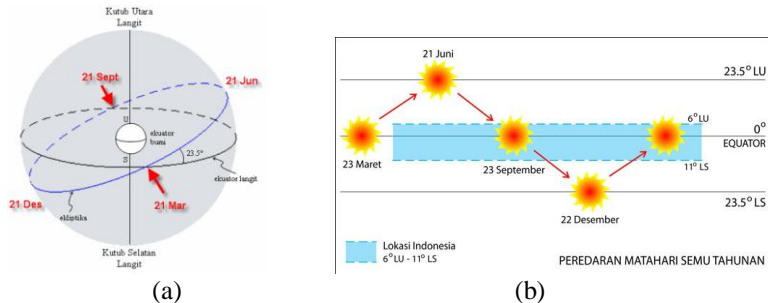 Kutub Utara
Langit
21 Sept
21 Jun
U
ekuator
bumi
S
23.5°
ekuator langit
21 Des
ekliptika
21 Mar
Kutub Selatan
Langit
(a)
21 Juni
23.5° LU
6° LU
0°
EQUATOR
23 Maret
23 September
11° LS
22 Desember
23.5° LS
Lokasi Indonesia
6° LU - 11° LS
PEREDARAN MATAHARI SEMU TAHUNAN
(b)